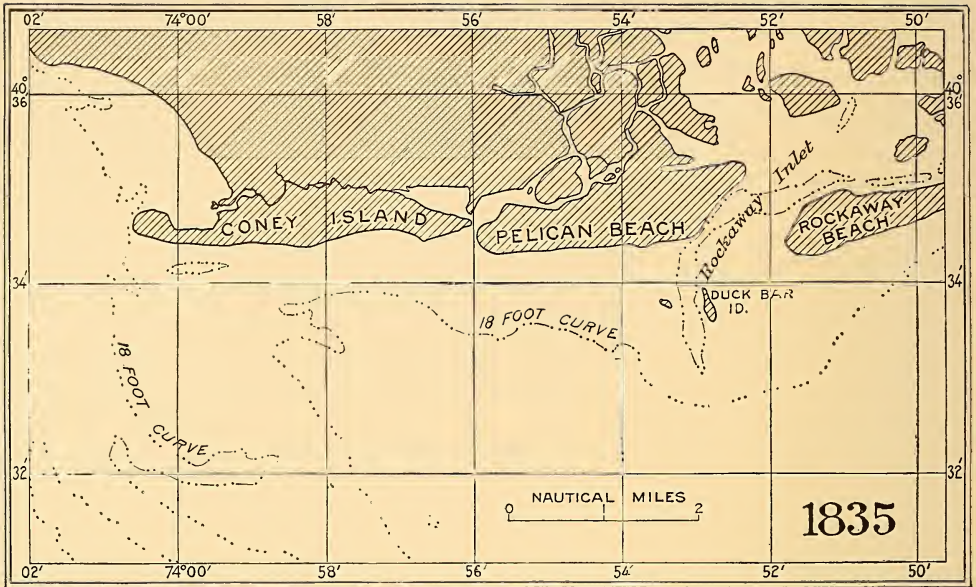 02'
74°00'
58'
56'
54'
52'
50'
40°
36'
40°
36'
Inlet
Rockaway
CONEY ISLAND
PELICAN BEACH
ROCKAWAY
BEACH
34'
34'
DUCK BAR
ID.
18 FOOT CURVE
18 FOOT
CURVE
32'
32'
NAUTICAL MILES
0
1
2
1835
02'
74°00'
58'
56'
54'
52'
50'